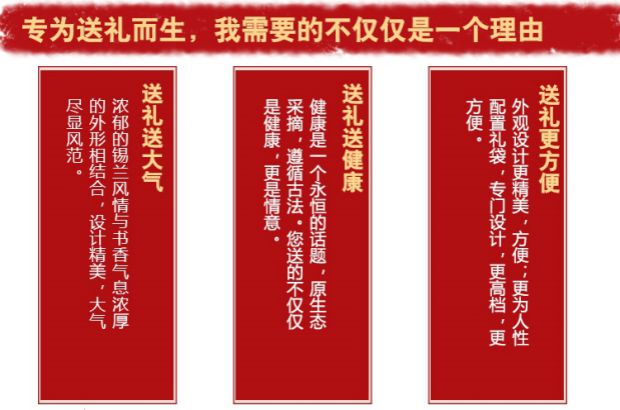 专为送礼而生，我需要的不仅仅是一个理由
送礼送大气
浓郁的锡兰风情与书香气息浓厚
的外形相结合，设计精美，大气
尽显风范。
送礼送健康
健康是一个永恒的话题，原生态
采摘，遵循古法。您送的不仅仅
是健康，更是情意。
送礼更方便
外观设计更精美，方便；更为人性
配置礼袋，专门设计，更高档，更
方便。